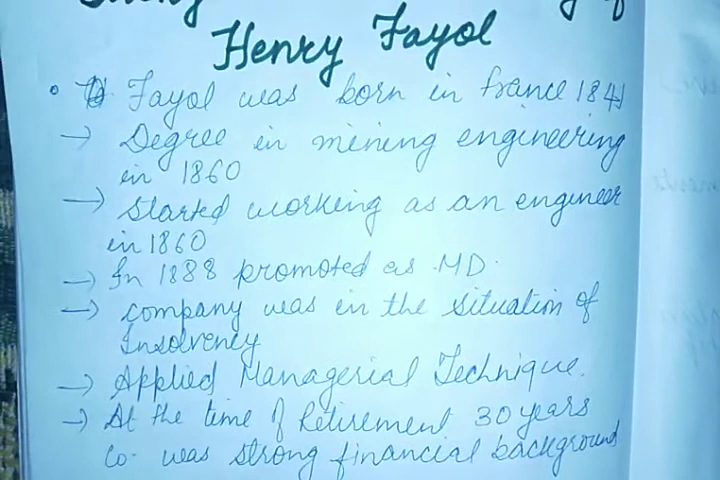 Henry Fayol
• Fayol was born in france 1841
→ Degree in mining engineering
in 1860
→ Started working as an engineer
in 1860
→ In 1888 promoted as MD.
→ company was in the situation of
Insolvency
→ Applied Managerial Technique.
→ At the time of Retirement 30 years
Co. was strong financial background